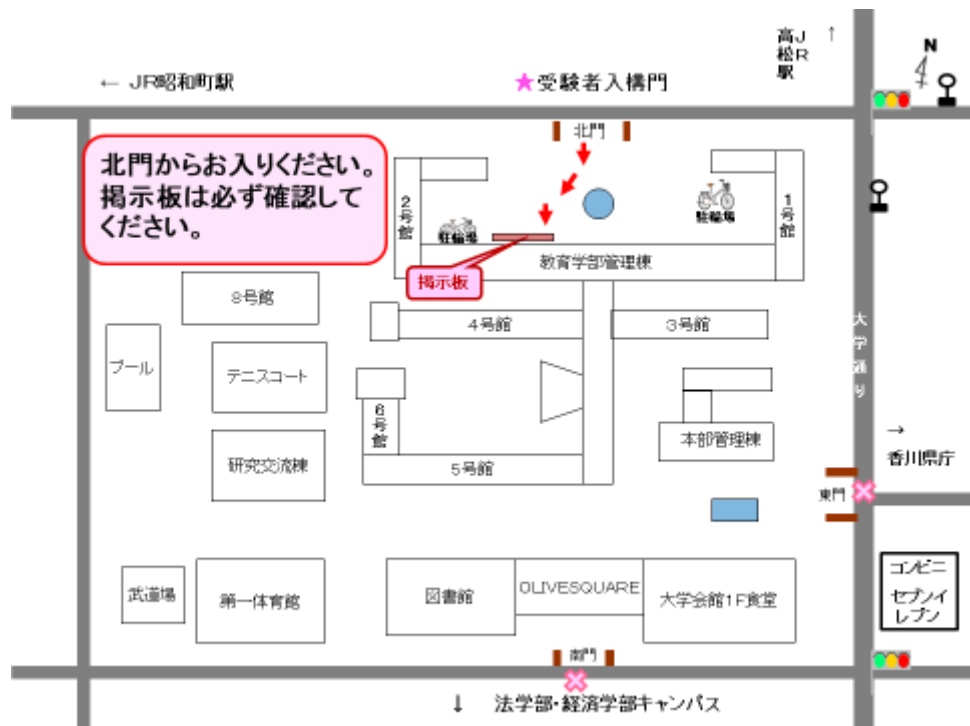 JR
高松駅
↑
N
← JR昭和町駅
★受験者入構門
北門
北門からお入りください。
掲示板は必ず確認して
ください。
2号館
駐輪場
駐輪場
1号館
教育学部管理棟
掲示板
8号館
4号館
3号館
大学通り
プール
テニスコート
6号館
本部管理棟
→
香川県庁
研究交流棟
5号館
東門
コンビニ
セブンイ
レブン
武道場
第一体育館
図書館
OLIVESQUARE
大学会館1F食堂
南門
↓ 法学部・経済学部キャンパス